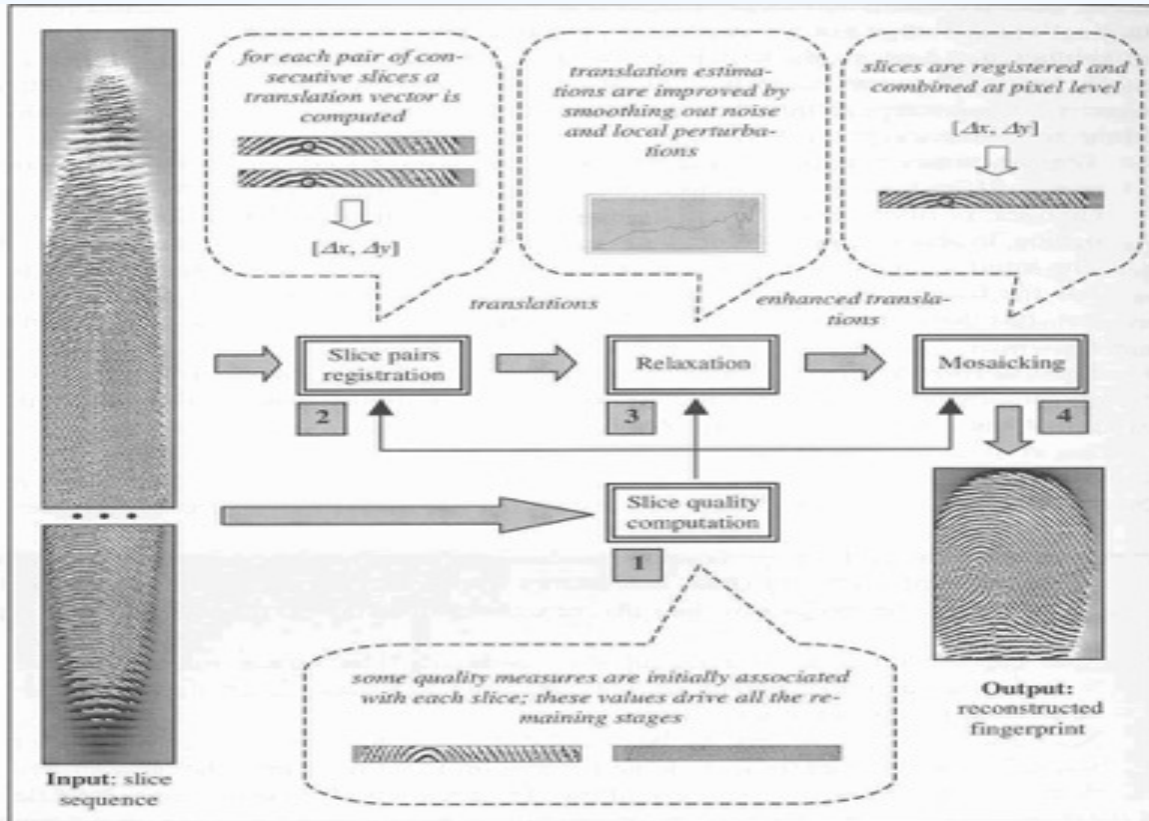 for each pair of con-
secutive slices a
translation vector is
computed
[Δx, Δy]
translation estima-
tions are improved by
smoothing out noise
and local perturba-
tions
slices are registered and
combined at pixel level
[Δx, Δy]
translations
enhanced transla-
tions
Slice pairs
registration
2
Relaxation
3
Mosaicking
4
Slice quality
computation
1
some quality measures are initially associated
with each slice; these values drive all the re-
maining stages
Input: slice
sequence
Output:
reconstructed
fingerprint